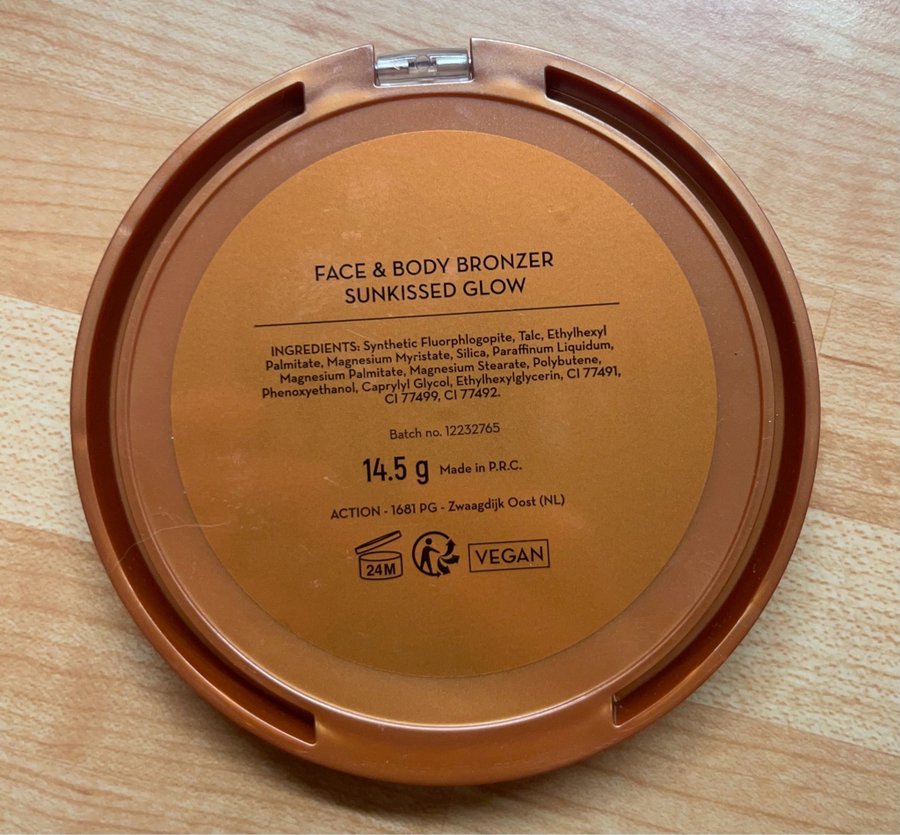 FACE & BODY BRONZER
SUNKISSED GLOW
INGREDIENTS: Synthetic Fluorphlogopite, Talc, Ethylhexyl
Palmitate, Magnesium Myristate, Silica, Paraffinum Liquidum,
Magnesium Palmitate, Magnesium Stearate, Polybutene,
Phenoxyethanol, Caprylyl Glycol, Ethylhexylglycerin, CI 77491,
CI 77499, CI 77492.
Batch no. 12232765
14.5 g Made in P.R.C.
ACTION - 1681 PG - Zwaagdijk Oost (NL)
24M VEGAN